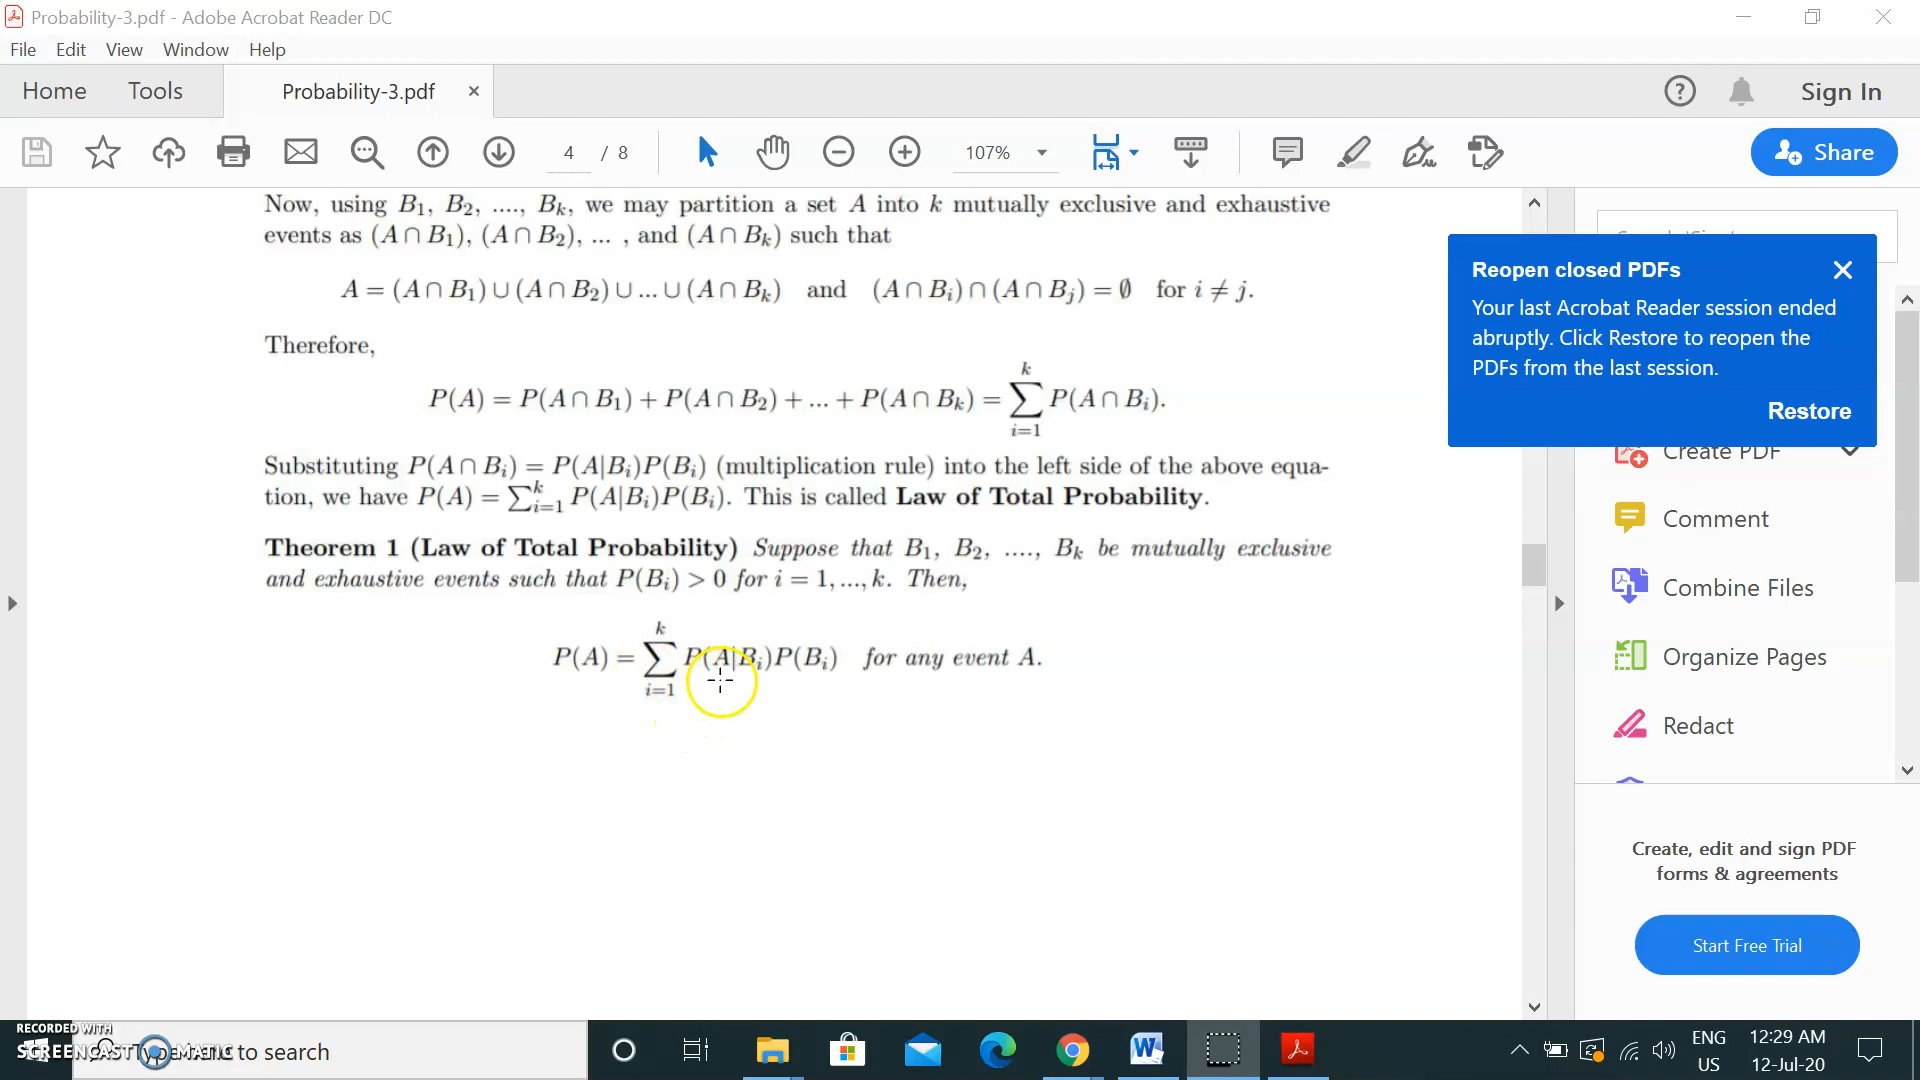 Probability-3.pdf - Adobe Acrobat Reader DC
File Edit View Window Help
Home Tools Probability-3.pdf × Sign In
4 / 8 107% Share
Now, using B₁, B₂, ...., Bₖ, we may partition a set A into k mutually exclusive and exhaustive
events as (A ∩ B₁), (A ∩ B₂), ... , and (A ∩ Bₖ) such that
A = (A ∩ B₁) ∪ (A ∩ B₂) ∪ ... ∪ (A ∩ Bₖ) and (A ∩ Bᵢ) ∩ (A ∩ Bⱼ) = ∅ for i ≠ j.
Therefore,
P(A) = P(A ∩ B₁) + P(A ∩ B₂) + ... + P(A ∩ Bₖ) = ∑ᵢ₌₁ᵏ P(A ∩ Bᵢ).
Substituting P(A ∩ Bᵢ) = P(A|Bᵢ)P(Bᵢ) (multiplication rule) into the left side of the above equa-
tion, we have P(A) = ∑ᵢ₌₁ᵏ P(A|Bᵢ)P(Bᵢ). This is called Law of Total Probability.
Theorem 1 (Law of Total Probability) Suppose that B₁, B₂, ...., Bₖ be mutually exclusive
and exhaustive events such that P(Bᵢ) > 0 for i = 1, ..., k. Then,
P(A) = ∑ᵢ₌₁ᵏ P(A|Bᵢ)P(Bᵢ) for any event A.
Reopen closed PDFs
Your last Acrobat Reader session ended
abruptly. Click Restore to reopen the
PDFs from the last session.
Restore
Create PDF
Comment
Combine Files
Organize Pages
Redact
Create, edit and sign PDF
forms & agreements
Start Free Trial
RECORDED WITH
SCREENCAST MATIC
Type here to search
ENG
US
12:29 AM
12-Jul-20